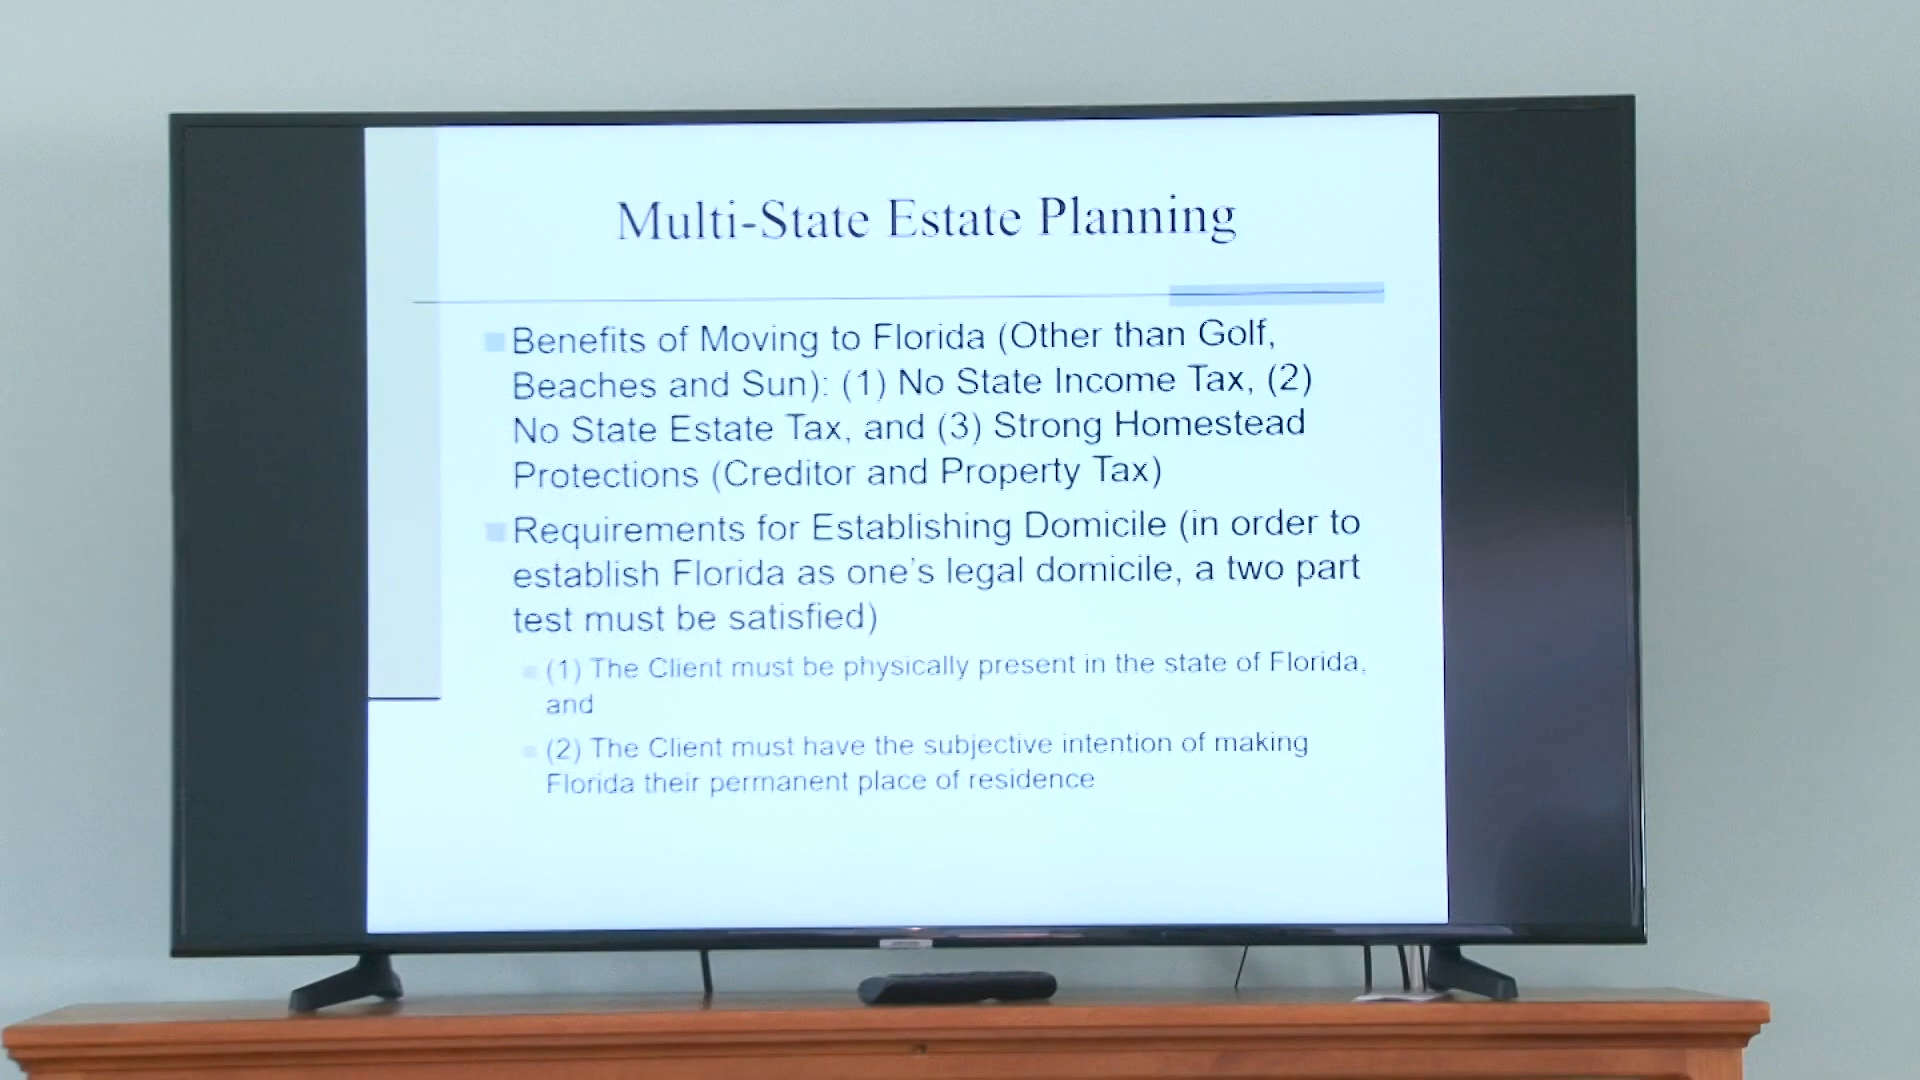 Multi-State Estate Planning
Benefits of Moving to Florida (Other than Golf,
Beaches and Sun): (1) No State Income Tax, (2)
No State Estate Tax, and (3) Strong Homestead
Protections (Creditor and Property Tax)
Requirements for Establishing Domicile (in order to
establish Florida as one's legal domicile, a two part
test must be satisfied)
(1) The Client must be physically present in the state of Florida,
and
(2) The Client must have the subjective intention of making
Florida their permanent place of residence